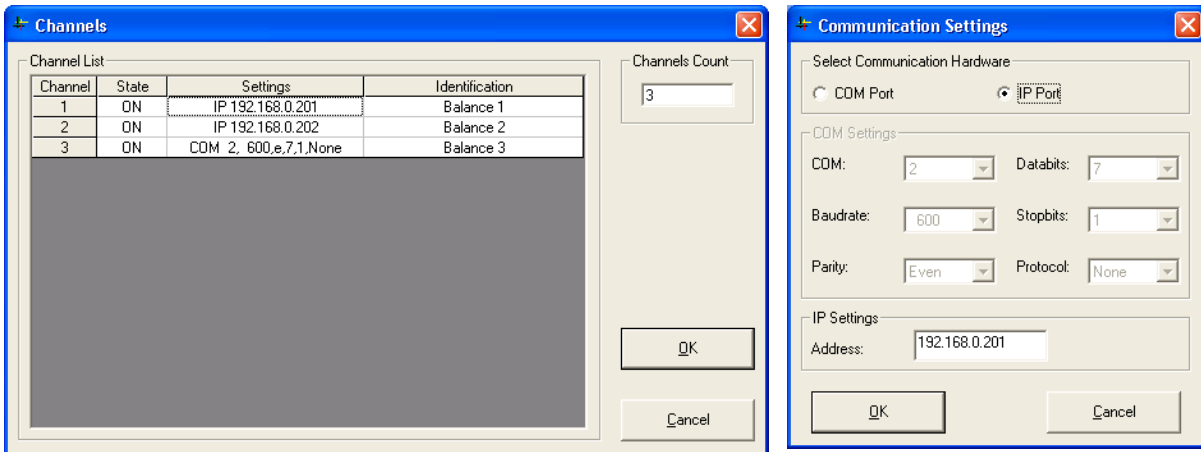 Channels
Channel List
Channel State Settings Identification
1 ON IP 192.168.0.201 Balance 1
2 ON IP 192.168.0.202 Balance 2
3 ON COM 2, 600,e,7,1,None Balance 3
Channels Count
3
OK
Cancel
Communication Settings
Select Communication Hardware
COM Port IP Port
COM Settings
COM: 2 Databits: 7
Baudrate: 600 Stopbits: 1
Parity: Even Protocol: None
IP Settings
Address: 192.168.0.201
OK Cancel